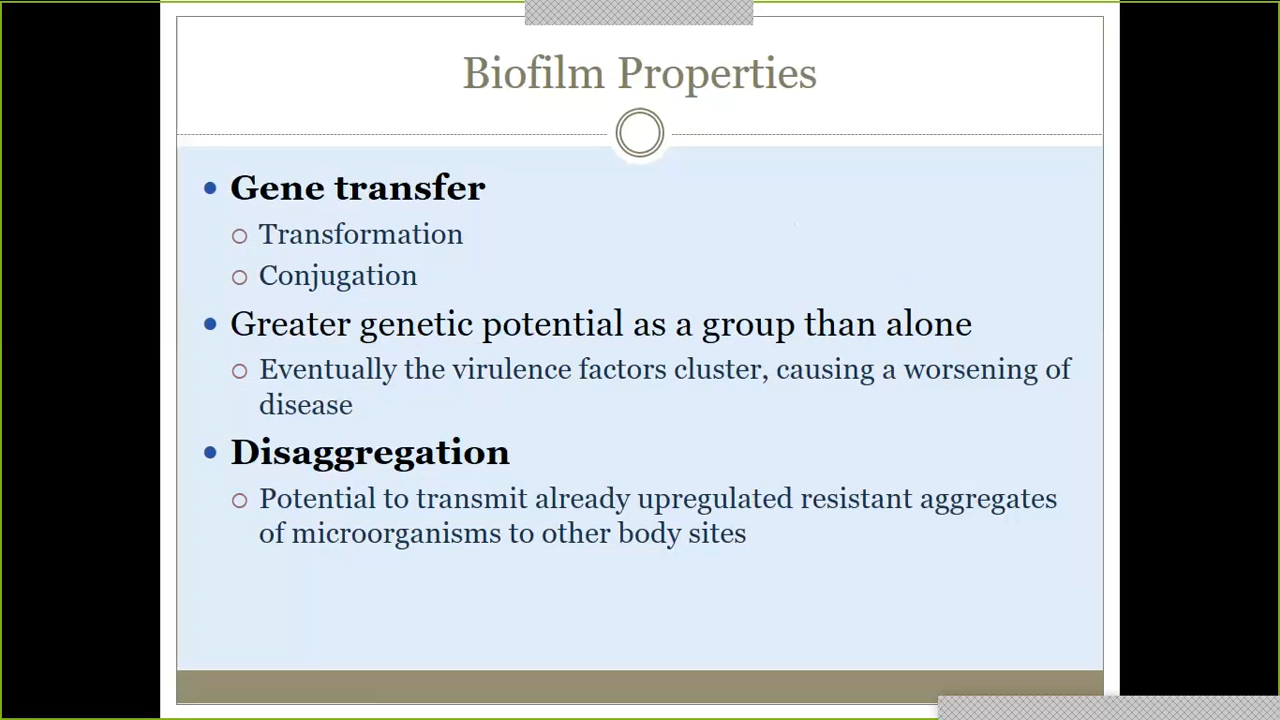 Biofilm Properties
Gene transfer
Transformation
Conjugation
Greater genetic potential as a group than alone
Eventually the virulence factors cluster, causing a worsening of
disease
Disaggregation
Potential to transmit already upregulated resistant aggregates
of microorganisms to other body sites